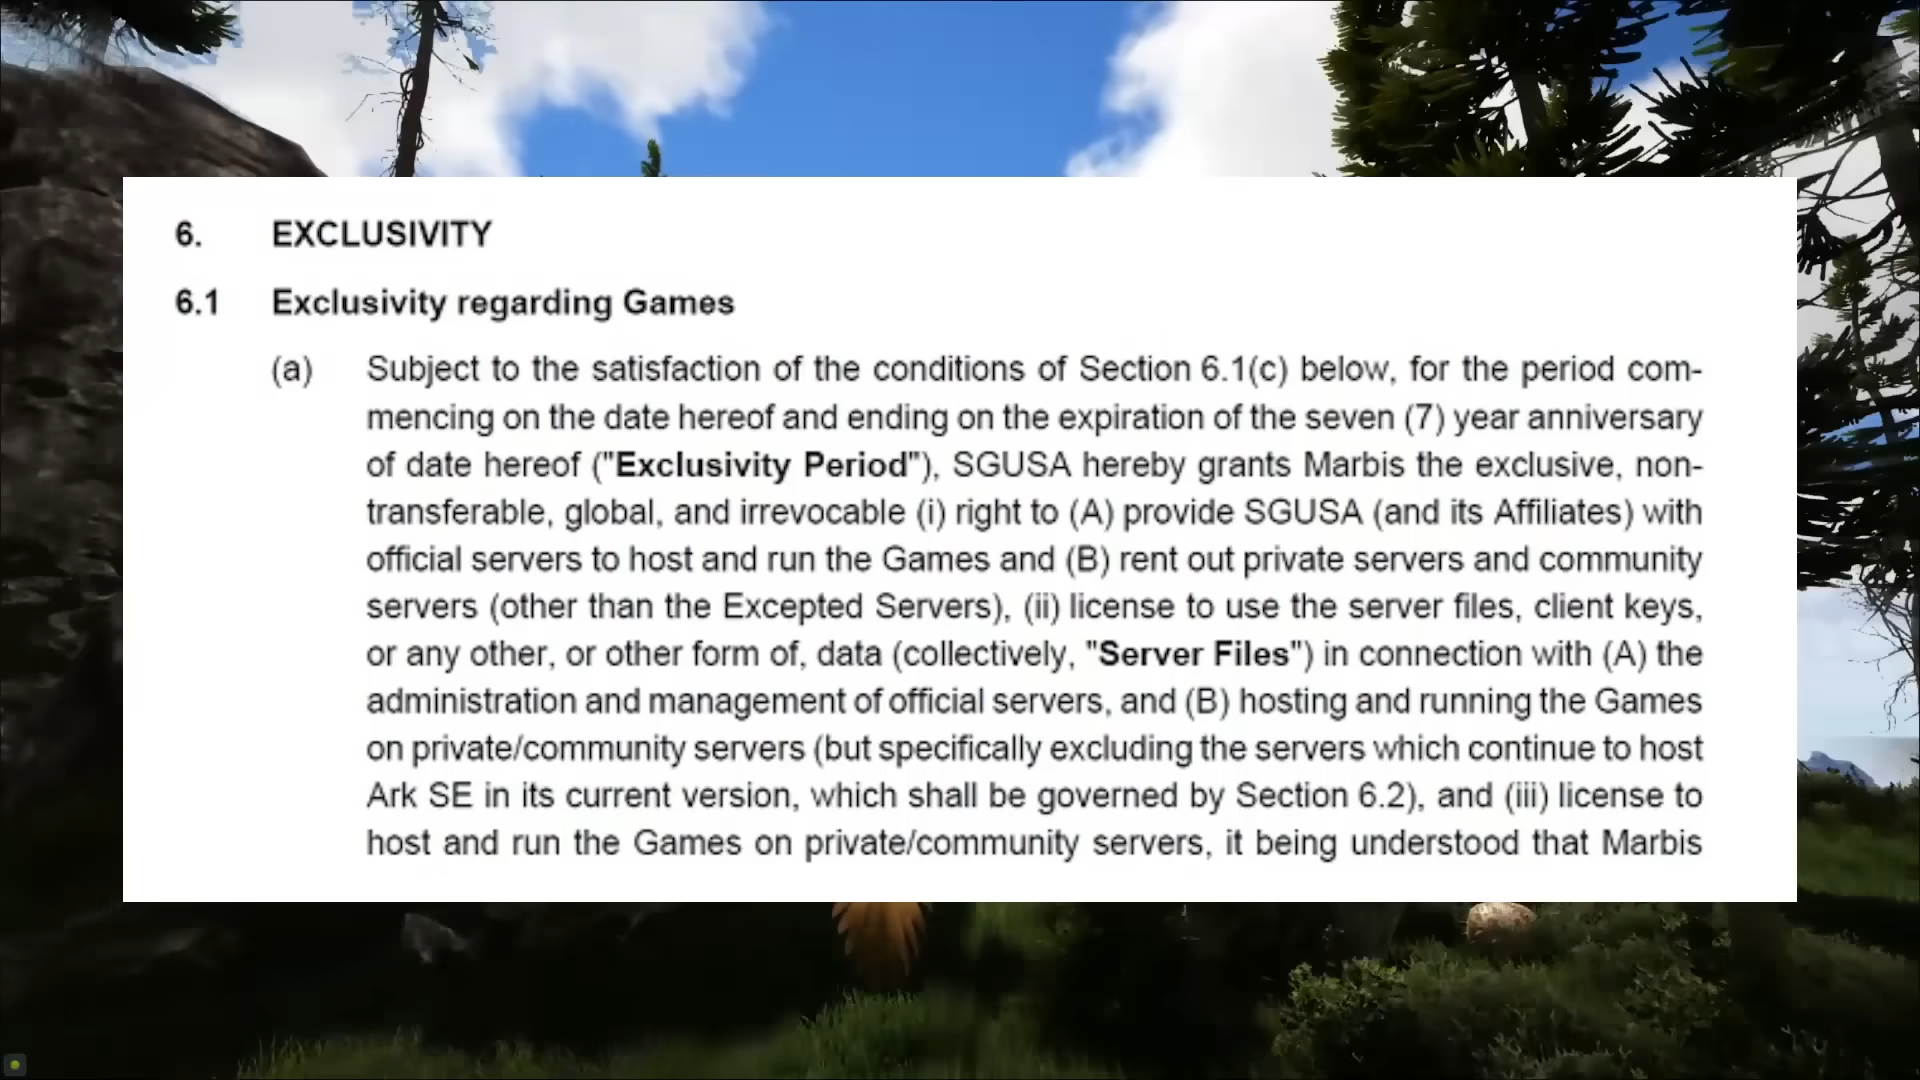 6. EXCLUSIVITY
6.1 Exclusivity regarding Games
(a) Subject to the satisfaction of the conditions of Section 6.1(c) below, for the period com-
mencing on the date hereof and ending on the expiration of the seven (7) year anniversary
of date hereof ("Exclusivity Period"), SGUSA hereby grants Marbis the exclusive, non-
transferable, global, and irrevocable (i) right to (A) provide SGUSA (and its Affiliates) with
official servers to host and run the Games and (B) rent out private servers and community
servers (other than the Excepted Servers), (ii) license to use the server files, client keys,
or any other, or other form of, data (collectively, "Server Files") in connection with (A) the
administration and management of official servers, and (B) hosting and running the Games
on private/community servers (but specifically excluding the servers which continue to host
Ark SE in its current version, which shall be governed by Section 6.2), and (iii) license to
host and run the Games on private/community servers, it being understood that Marbis